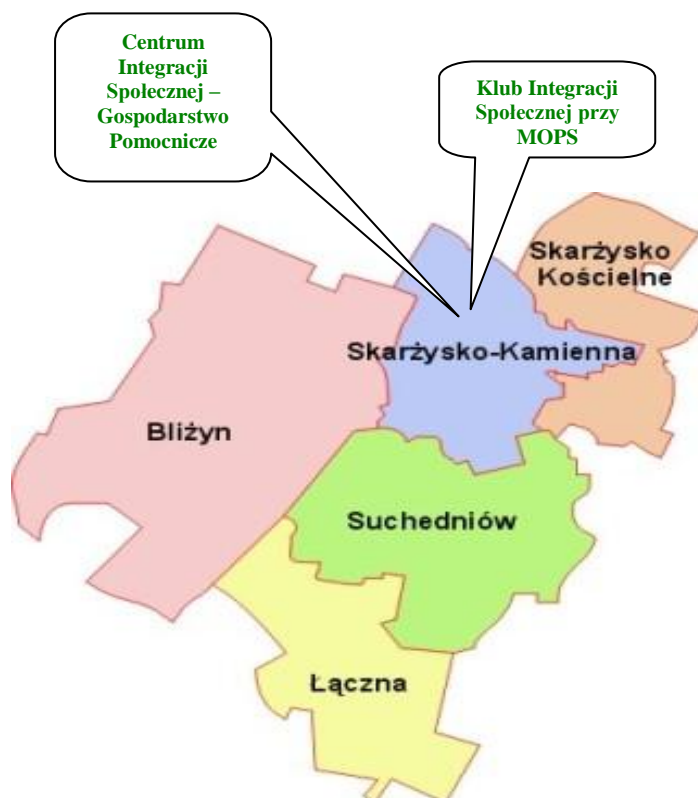 Centrum
Integracji
Społecznej –
Gospodarstwo
Pomocnicze
Klub Integracji
Społecznej przy
MOPS
Skarżysko
Kościelne
Skarżysko-Kamienna
Bliżyn
Suchedniów
Łączna